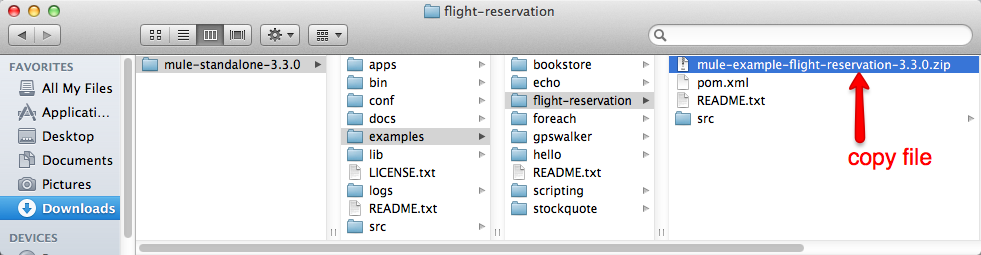 flight-reservation
FAVORITES
All My Files
Applicati...
Desktop
Documents
Pictures
Downloads
DEVICES
mule-standalone-3.3.0
apps
bin
conf
docs
examples
lib
LICENSE.txt
logs
README.txt
src
bookstore
echo
flight-reservation
foreach
gpswalker
hello
README.txt
scripting
stockquote
mule-example-flight-reservation-3.3.0.zip
pom.xml
README.txt
src
copy file